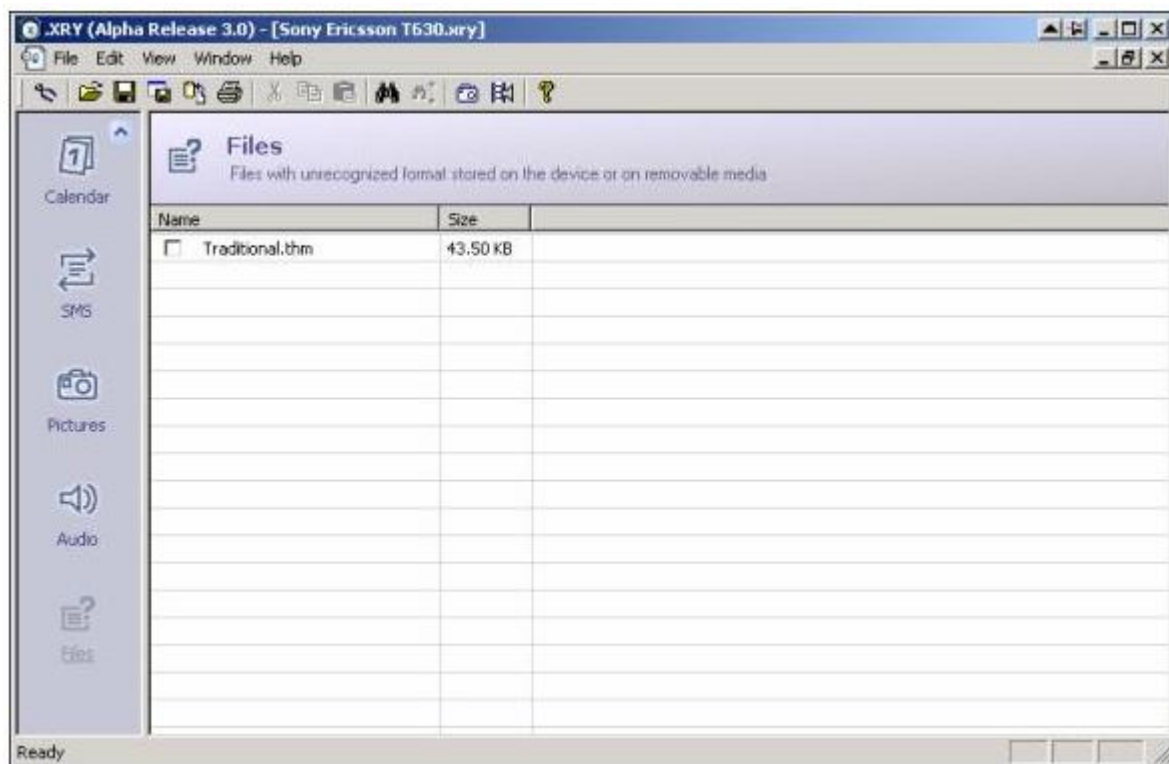 .XRY (Alpha Release 3.0) - [Sony Ericsson T630.xry]
File Edit View Window Help
Files
Files with unrecognized format stored on the device or on removable media
Name Size
Traditional.thm 43.50 KB
1
Calendar
SMS
Pictures
Audio
Files
Ready